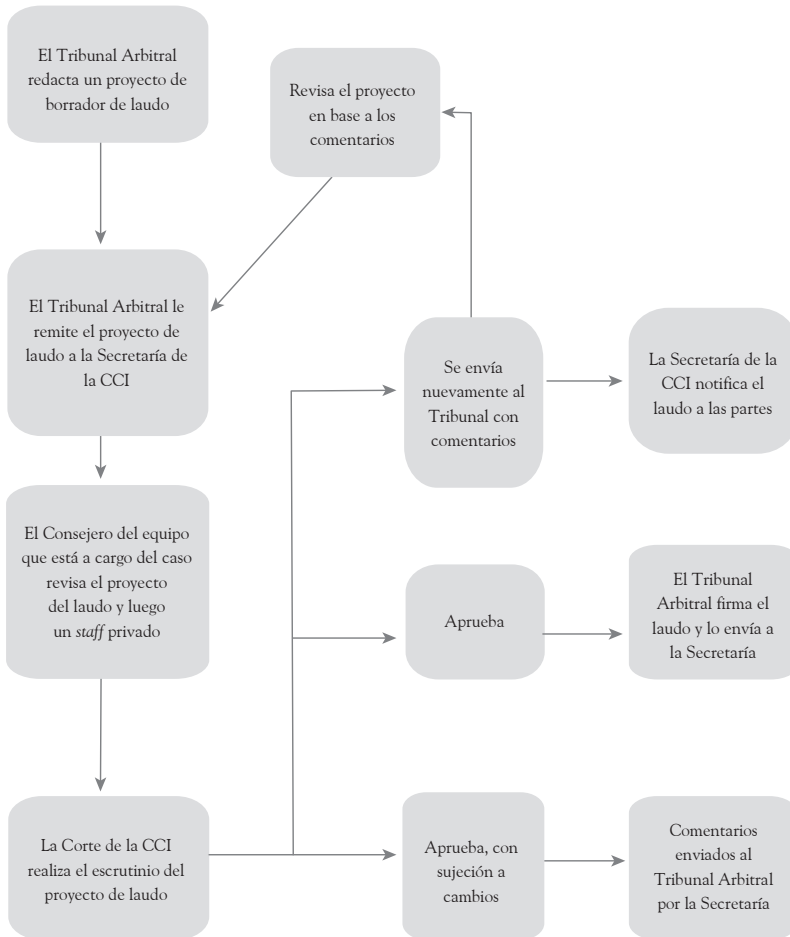 El Tribunal Arbitral
redacta un proyecto de
borrador de laudo
Revisa el proyecto
en base a los
comentarios
El Tribunal Arbitral le
remite el proyecto de
laudo a la Secretaría de
la CCI
Se envía
nuevamente al
Tribunal con
comentarios
La Secretaría de la
CCI notifica el
laudo a las partes
El Consejero del equipo
que está a cargo del caso
revisa el proyecto
del laudo y luego
un staff privado
Aprueba
El Tribunal
Arbitral firma el
laudo y lo envía a
la Secretaría
La Corte de la CCI
realiza el escrutinio del
proyecto de laudo
Aprueba, con
sujeción a
cambios
Comentarios
enviados al
Tribunal Arbitral
por la Secretaría